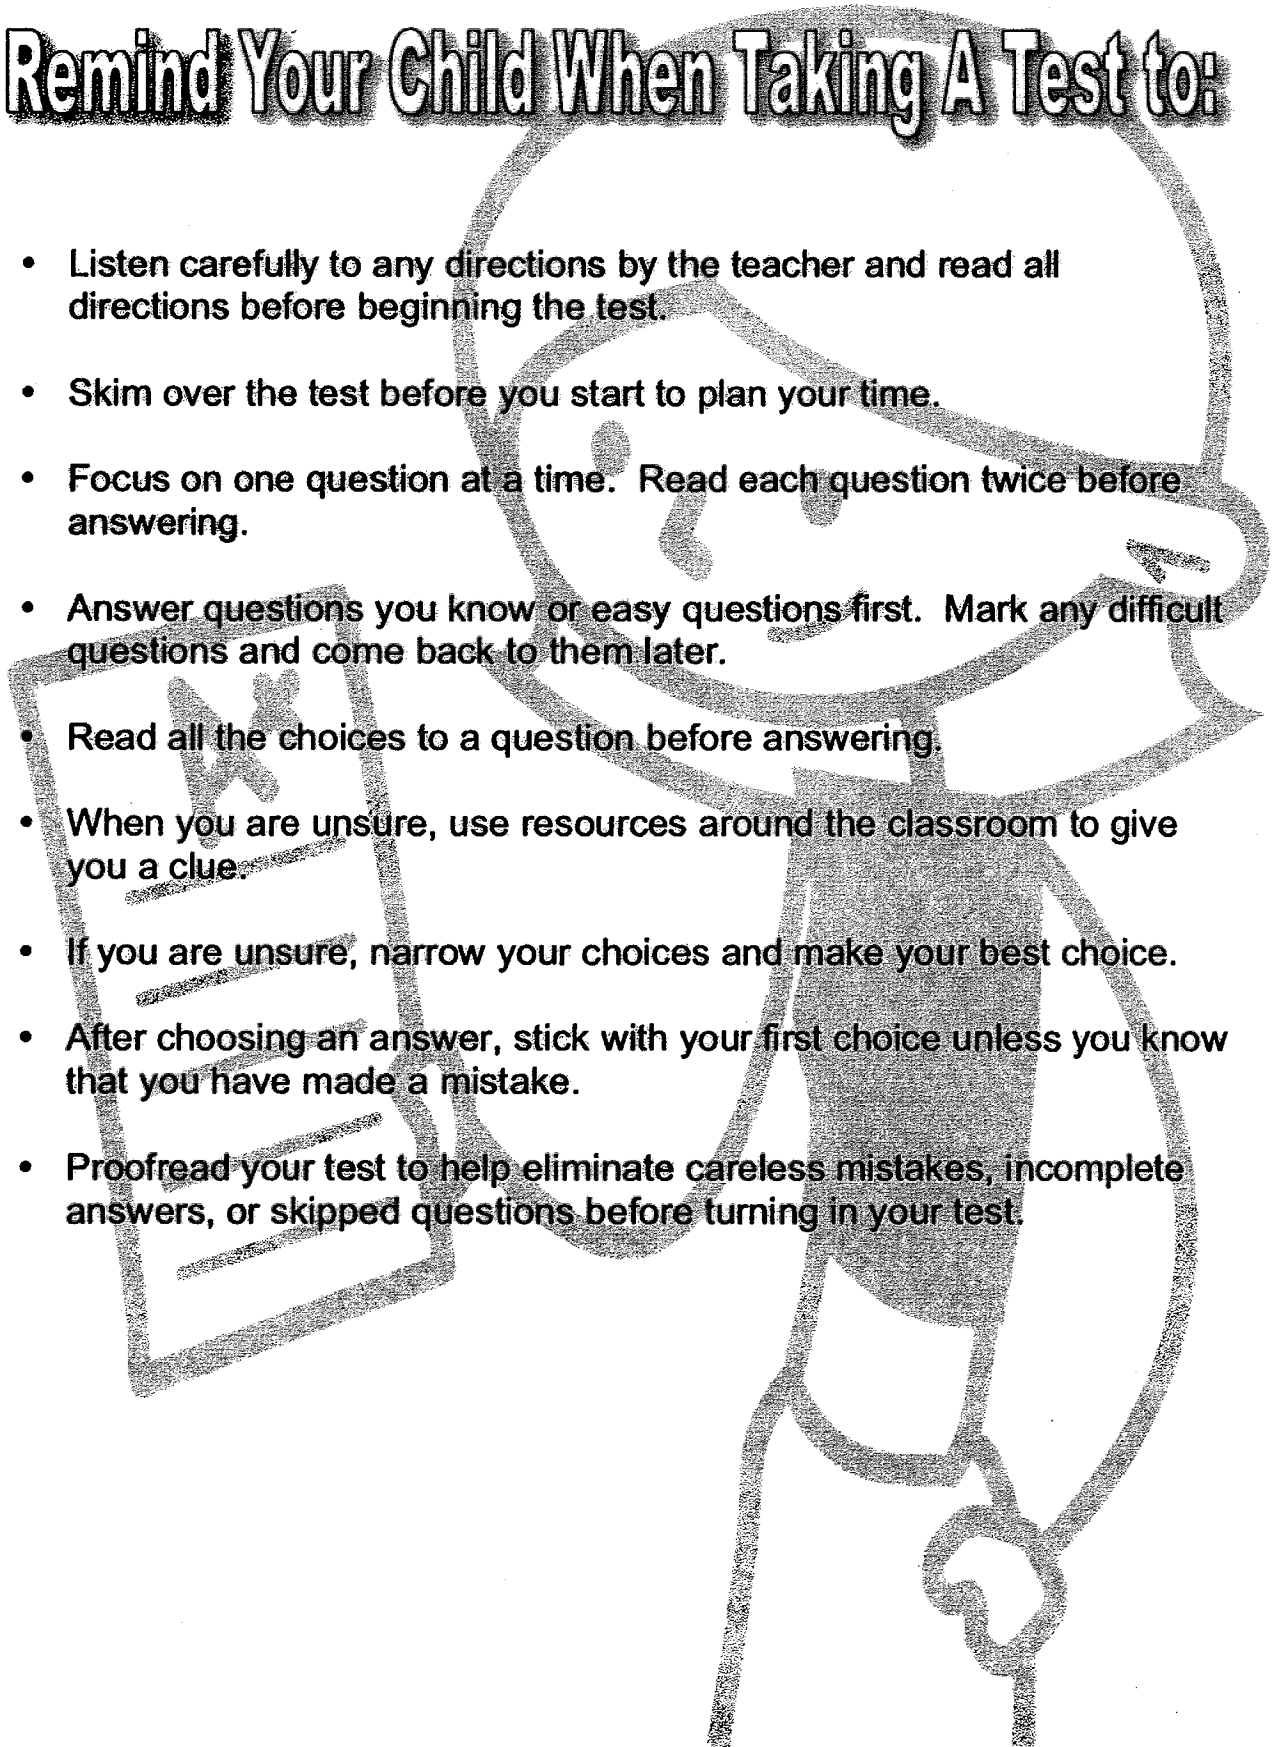 Remind Your Child When Taking A Test to:
• Listen carefully to any directions by the teacher and read all
directions before beginning the test.
• Skim over the test before you start to plan your time.
• Focus on one question at a time. Read each question twice before
answering.
• Answer questions you know or easy questions first. Mark any difficult
questions and come back to them later.
• Read all the choices to a question before answering.
• When you are unsure, use resources around the classroom to give
you a clue.
• If you are unsure, narrow your choices and make your best choice.
• After choosing an answer, stick with your first choice unless you know
that you have made a mistake.
• Proofread your test to help eliminate careless mistakes, incomplete
answers, or skipped questions before turning in your test.
A+